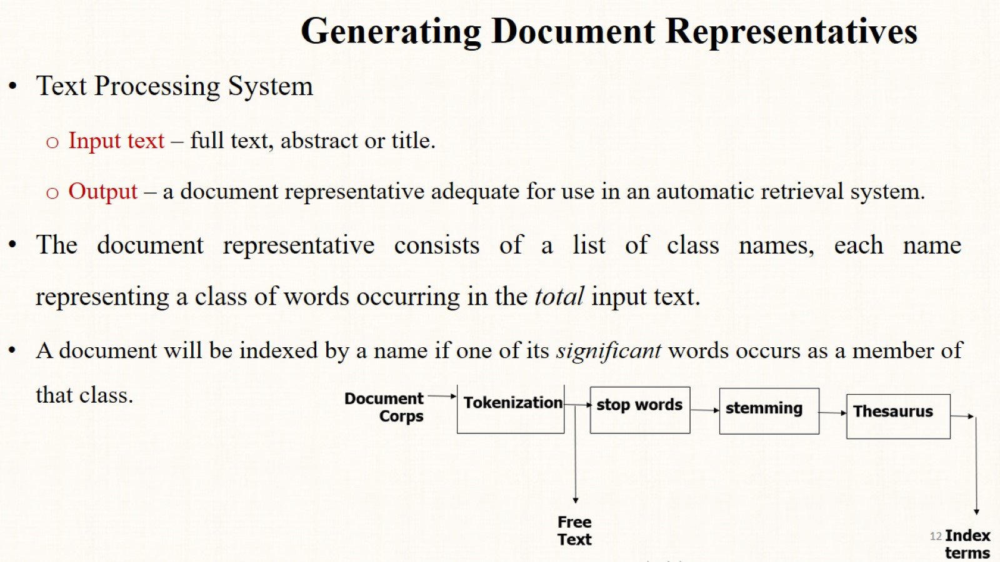 Generating Document Representatives
• Text Processing System
o Input text – full text, abstract or title.
o Output – a document representative adequate for use in an automatic retrieval system.
• The document representative consists of a list of class names, each name
representing a class of words occurring in the total input text.
• A document will be indexed by a name if one of its significant words occurs as a member of
that class.
Document
Corps
Tokenization
stop words
stemming
Thesaurus
Free
Text
12
Index
terms